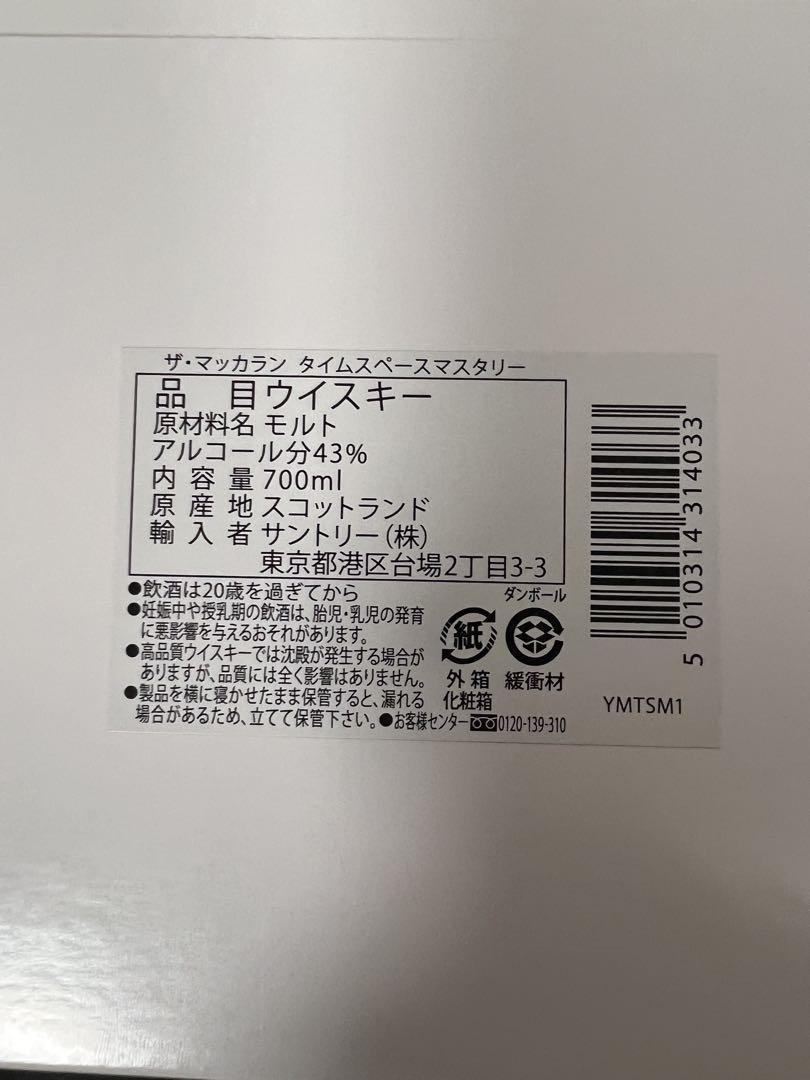 ザ・マッカラン タイムスペースマスタリー
品 目ウイスキー
原材料名 モルト
アルコール分43%
内 容 量 700ml
原 産 地 スコットランド
輸 入 者 サントリー(株)
東京都港区台場2丁目3-3
●飲酒は20歳を過ぎてから
●妊娠中や授乳期の飲酒は、胎児・乳児の発育
に悪影響を与えるおそれがあります。
●高品質ウイスキーでは沈殿が発生する場合が
ありますが、品質には全く影響はありません。
●製品を横に寝かせたまま保管すると、漏れる
場合があるため、立てて保管下さい。●お客様センター 0120-139-310
ダンボール
紙
外 箱
化粧箱
緩衝材
5 010314 314033
YMTSM1